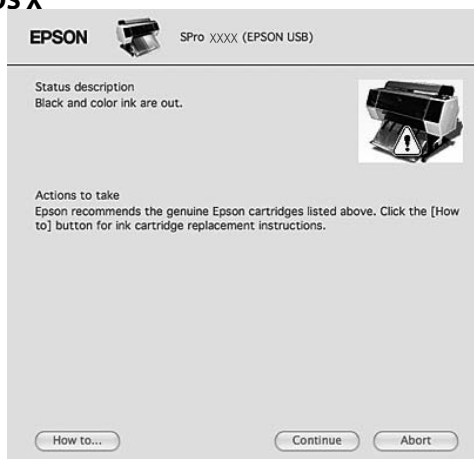 OS X
EPSON
SPro XXXX (EPSON USB)
Status description
Black and color ink are out.
Actions to take
Epson recommends the genuine Epson cartridges listed above. Click the [How
to] button for ink cartridge replacement instructions.
How to...
Continue
Abort